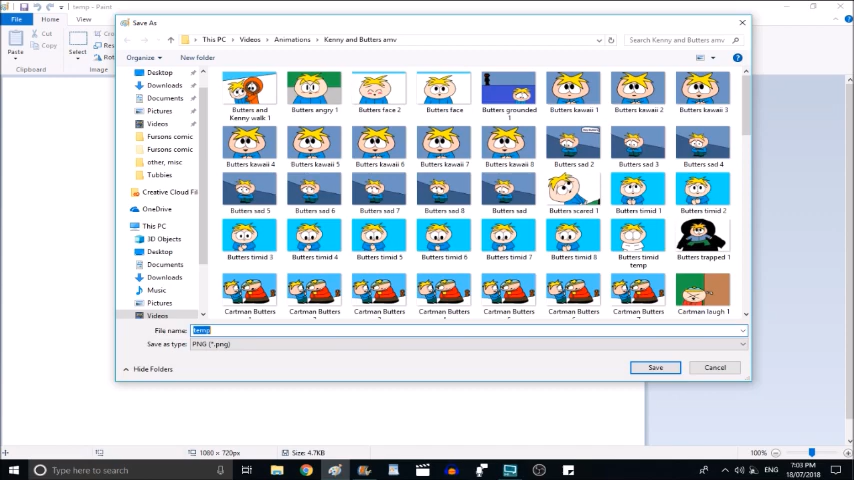 temp - Paint
File Home View
Paste
Cut
Copy
Select
Clipboard
Image
Save As
This PC > Videos > Animations > Kenny and Butters amv
Search Kenny and Butters amv
Organize New folder
Desktop
Downloads
Documents
Pictures
Videos
Fursons comic
Fursons comic
other, misc
Tubbies
Creative Cloud Fil
OneDrive
This PC
3D Objects
Desktop
Documents
Downloads
Music
Pictures
Videos
Butters and Kenny walk 1
Butters angry 1
Butters face 2
Butters face
Butters grounded 1
Butters kawaii 1
Butters kawaii 2
Butters kawaii 3
Butters kawaii 4
Butters kawaii 5
Butters kawaii 6
Butters kawaii 7
Butters kawaii 8
Butters sad 2
Butters sad 3
Butters sad 4
Butters sad 5
Butters sad 6
Butters sad 7
Butters sad 8
Butters sad
Butters scared 1
Butters timid 1
Butters timid 2
Butters timid 3
Butters timid 4
Butters timid 5
Butters timid 6
Butters timid 7
Butters timid 8
Butters timid temp
Butters trapped 1
Cartman Butters
Cartman Butters
Cartman Butters
Cartman Butters
Cartman Butters
Cartman Butters
Cartman Butters
Cartman laugh 1
File name: temp
Save as type: PNG (*.png)
Hide Folders
Save
Cancel
1080 × 720px
Size: 4.7KB
100%
Type here to search
ENG
7:03 PM
18/07/2018